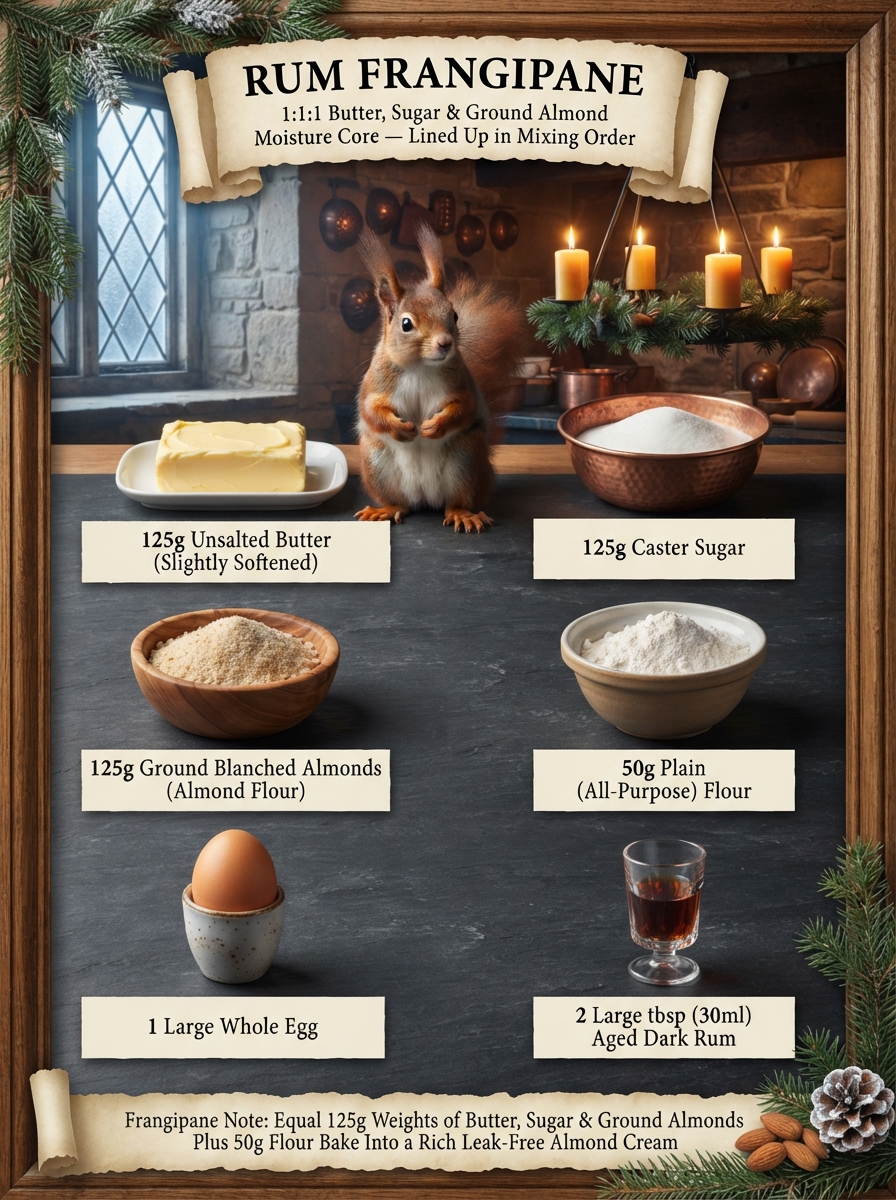 RUM FRANGIPANE
1:1:1 Butter, Sugar & Ground Almond
Moisture Core — Lined Up in Mixing Order
125g Unsalted Butter
(Slightly Softened)
125g Caster Sugar
125g Ground Blanched Almonds
(Almond Flour)
50g Plain
(All-Purpose) Flour
1 Large Whole Egg
2 Large tbsp (30ml)
Aged Dark Rum
Frangipane Note: Equal 125g Weights of Butter, Sugar & Ground Almonds
Plus 50g Flour Bake Into a Rich Leak-Free Almond Cream